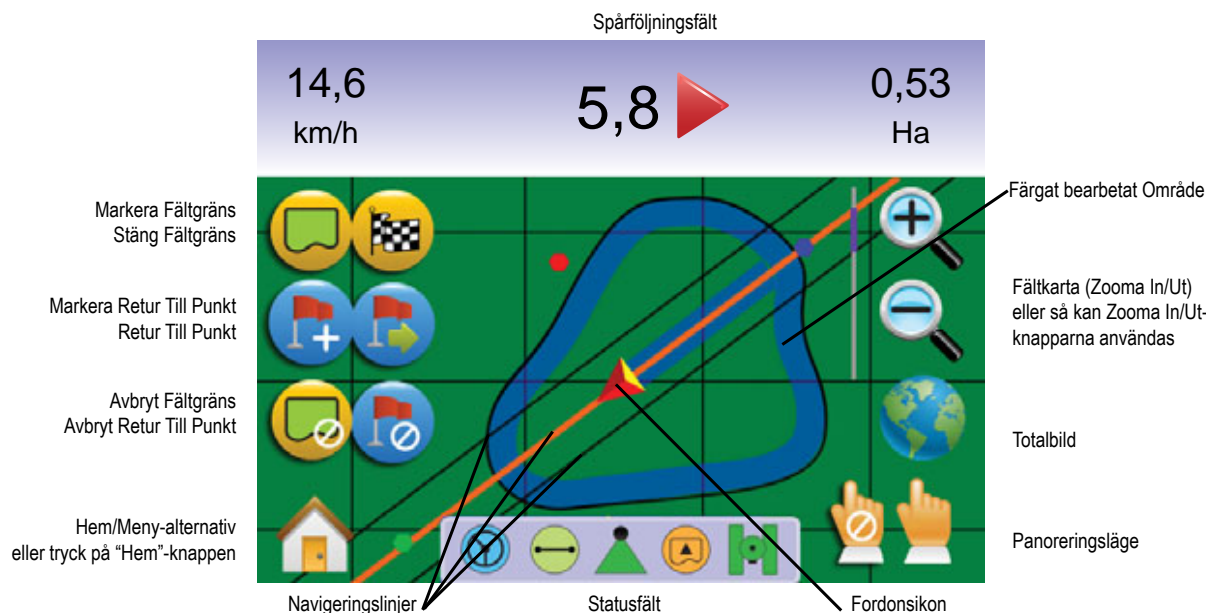 Spårföljningsfält
14,6
km/h
5,8
0,53
Ha
Markera Fältgräns
Stäng Fältgräns
Markera Retur Till Punkt
Retur Till Punkt
Avbryt Fältgräns
Avbryt Retur Till Punkt
Hem/Meny-alternativ
eller tryck på “Hem”-knappen
Färgat bearbetat Område
Fältkarta (Zooma In/Ut)
eller så kan Zooma In/Ut-
knapparna användas
Totalbild
Panoreringsläge
Navigeringslinjer
Statusfält
Fordonsikon